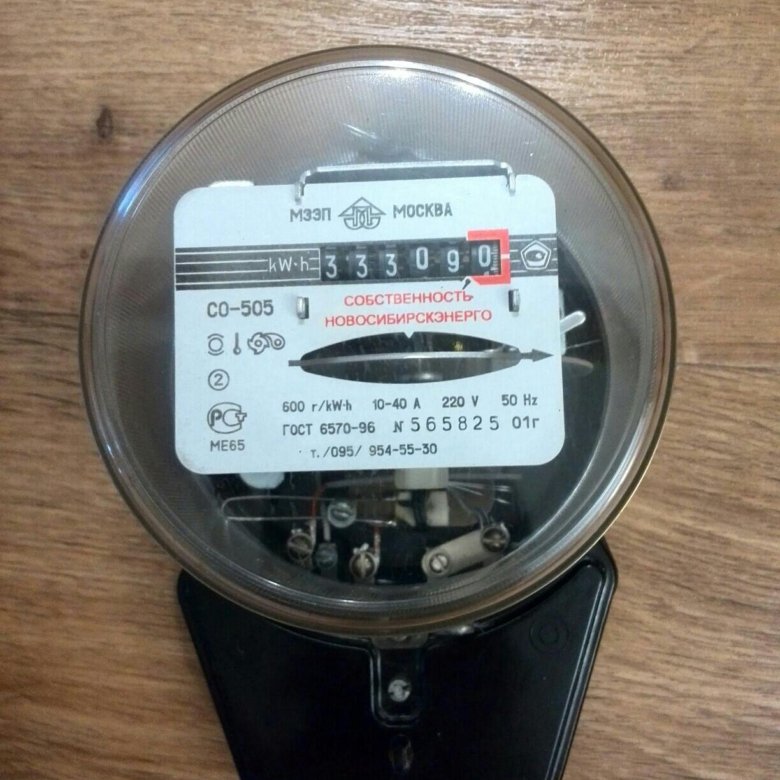 МЗЭП МОСКВА
kW·h 333090
СО-505
СОБСТВЕННОСТЬ
НОВОСИБИРСКЭНЕРГО
2
600 r/kW·h 10-40 A 220 V 50 Hz
ГОСТ 6570-96 № 565825 01г
МЕ65
т./095/ 954-55-30